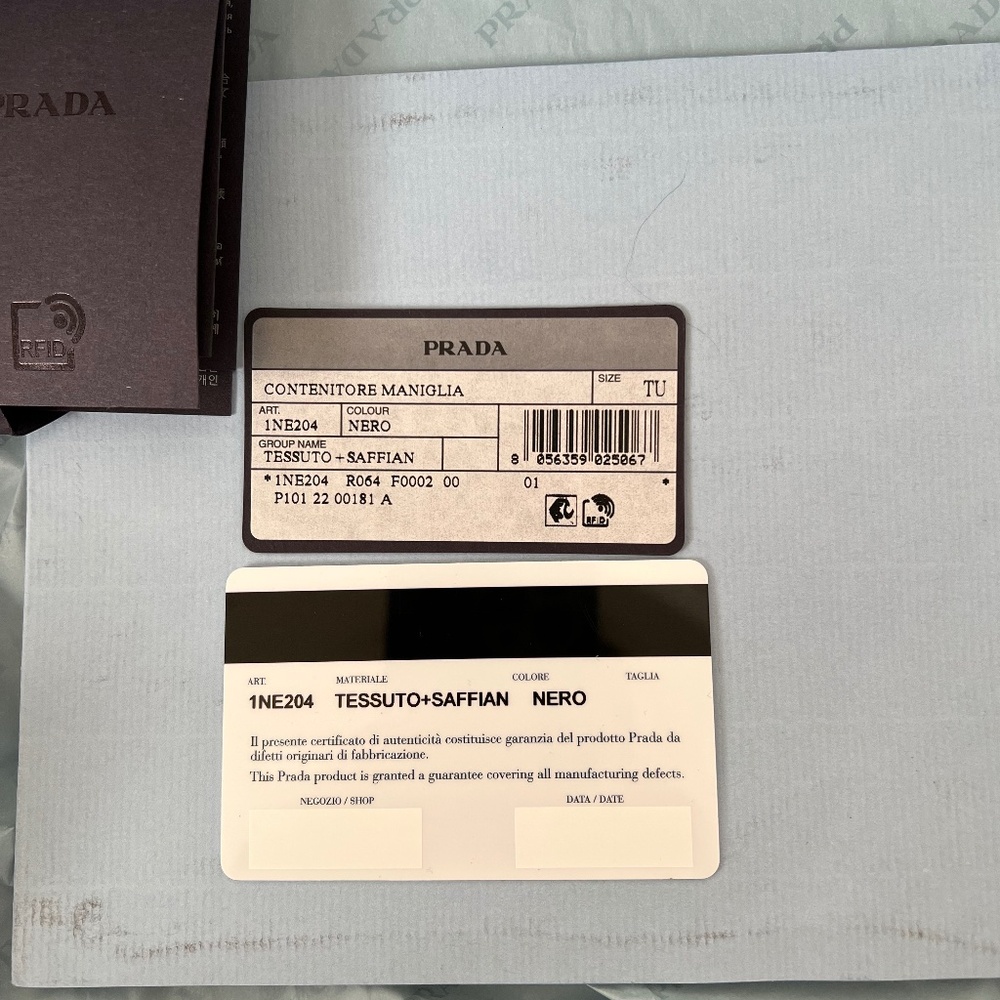 PRADA
RFID
개인
PRADA
CONTENITORE MANIGLIA
SIZE
TU
ART.
1NE204
COLOUR
NERO
GROUP NAME
TESSUTO+SAFFIAN
8 056359 025067
*1NE204 R064 F0002 00 01 *
P101 22 00181 A
RFID
ART. MATERIALE COLORE TAGLIA
1NE204 TESSUTO+SAFFIAN NERO
Il presente certificato di autenticità costituisce garanzia del prodotto Prada da
difetti originari di fabbricazione.
This Prada product is granted a guarantee covering all manufacturing defects.
NEGOZIO / SHOP DATA / DATE